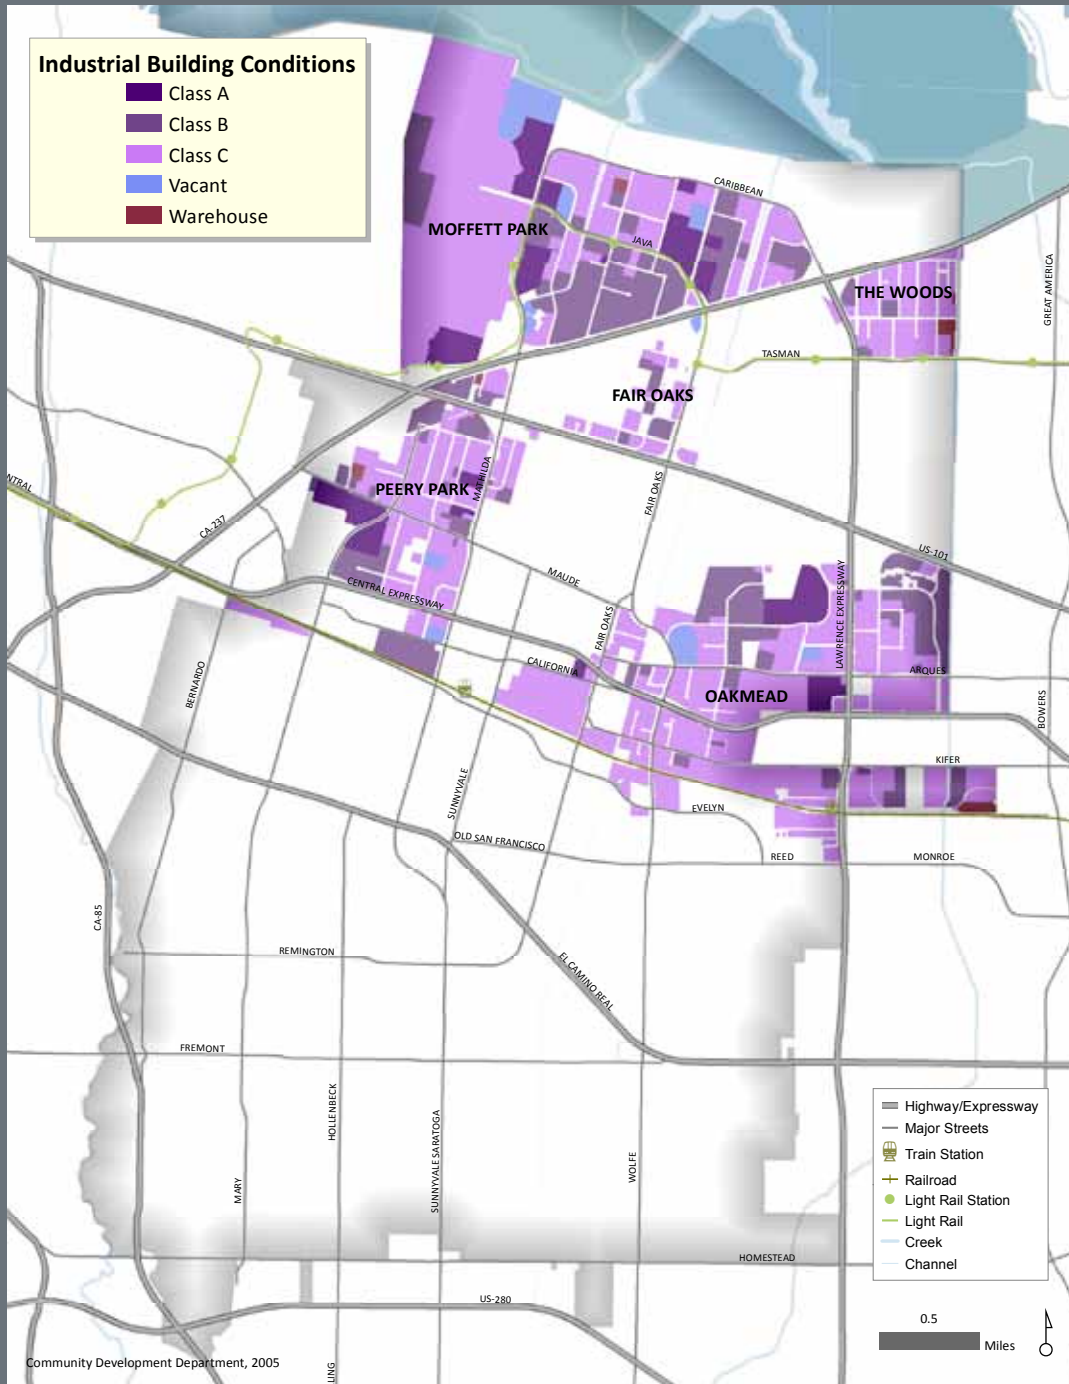 Industrial Building Conditions
Class A
Class B
Class C
Vacant
Warehouse
CARIBBEAN
MOFFETT PARK
JAVA
THE WOODS
GREAT AMERICA
TASMAN
FAIR OAKS
PEERY PARK
MATHILDA
FAIR OAKS
NTRAL
CA-237
US-101
MAUDE
CENTRAL EXPRESSWAY
LAWRENCE EXPRESSWAY
FAIR OAKS
CALIFORNIA
ARQUES
BERNARDO
OAKMEAD
BOWERS
KIFER
SUNNYVALE
EVELYN
OLD SAN FRANCISCO
REED
MONROE
CA-85
REMINGTON
EL CAMINO REAL
FREMONT
HOLLENBECK
SUNNYVALE SARATOGA
WOLFE
MARY
HOMESTEAD
US-280
LING
Highway/Expressway
Major Streets
Train Station
Railroad
Light Rail Station
Light Rail
Creek
Channel
0.5
Miles
Community Development Department, 2005